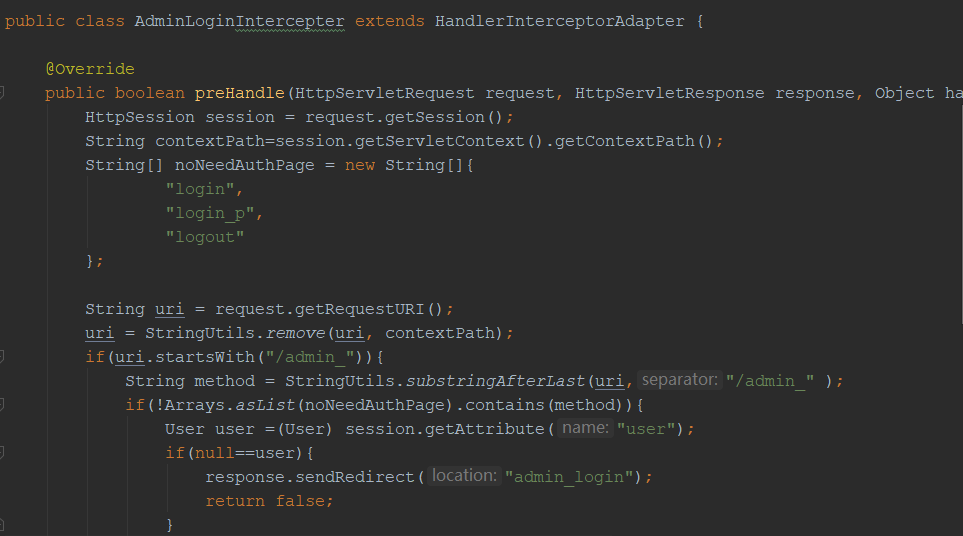 public class AdminLoginIntercepter extends HandlerInterceptorAdapter {
@Override
public boolean preHandle(HttpServletRequest request, HttpServletResponse response, Object ha
HttpSession session = request.getSession();
String contextPath=session.getServletContext().getContextPath();
String[] noNeedAuthPage = new String[]{
"login",
"login_p",
"logout"
};
String uri = request.getRequestURI();
uri = StringUtils.remove(uri, contextPath);
if(uri.startsWith("/admin_")){
String method = StringUtils.substringAfterLast(uri, separator: "/admin_" );
if(!Arrays.asList(noNeedAuthPage).contains(method)){
User user =(User) session.getAttribute( name: "user");
if(null==user){
response.sendRedirect( location: "admin_login");
return false;
}